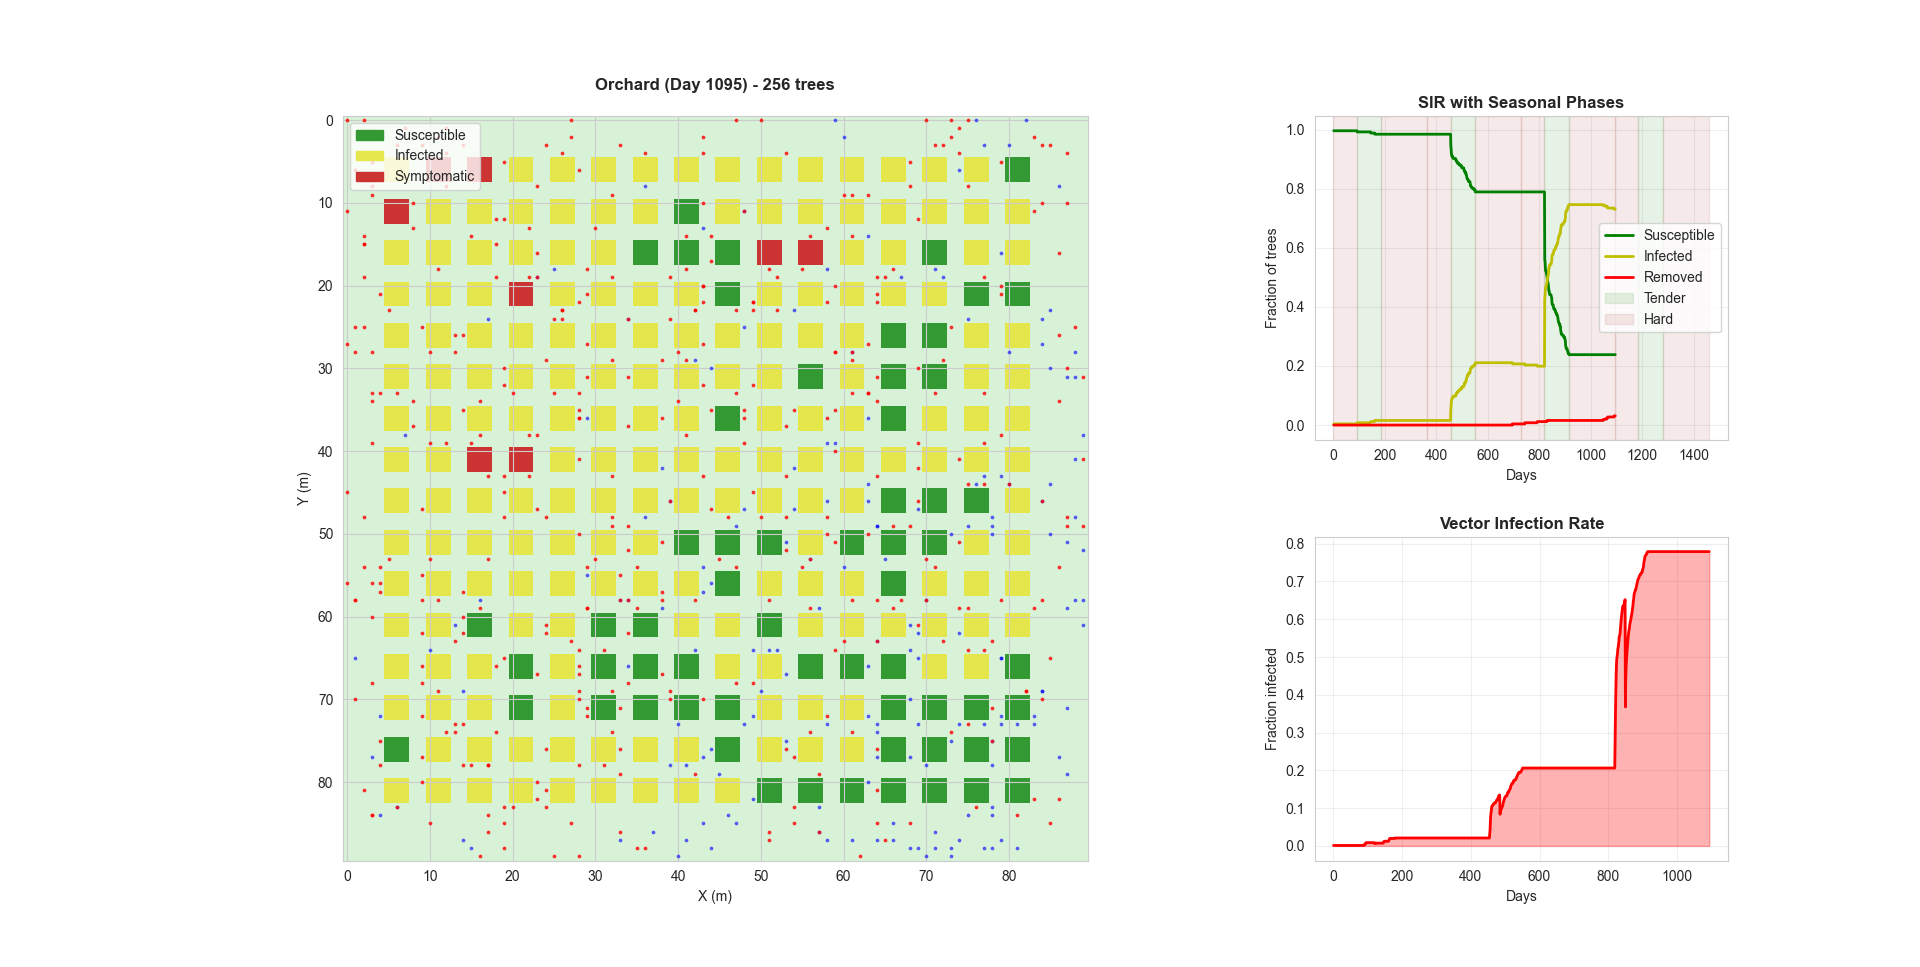 Orchard (Day 1095) - 256 trees
Susceptible
Infected
Symptomatic
0
10
20
30
40
50
60
70
80
Y (m)
0 10 20 30 40 50 60 70 80
X (m)
SIR with Seasonal Phases
1.0
0.8
0.6
0.4
0.2
0.0
Fraction of trees
Susceptible
Infected
Removed
Tender
Hard
0 200 400 600 800 1000 1200 1400
Days
Vector Infection Rate
0.8
0.7
0.6
0.5
0.4
0.3
0.2
0.1
0.0
Fraction infected
0 200 400 600 800 1000
Days